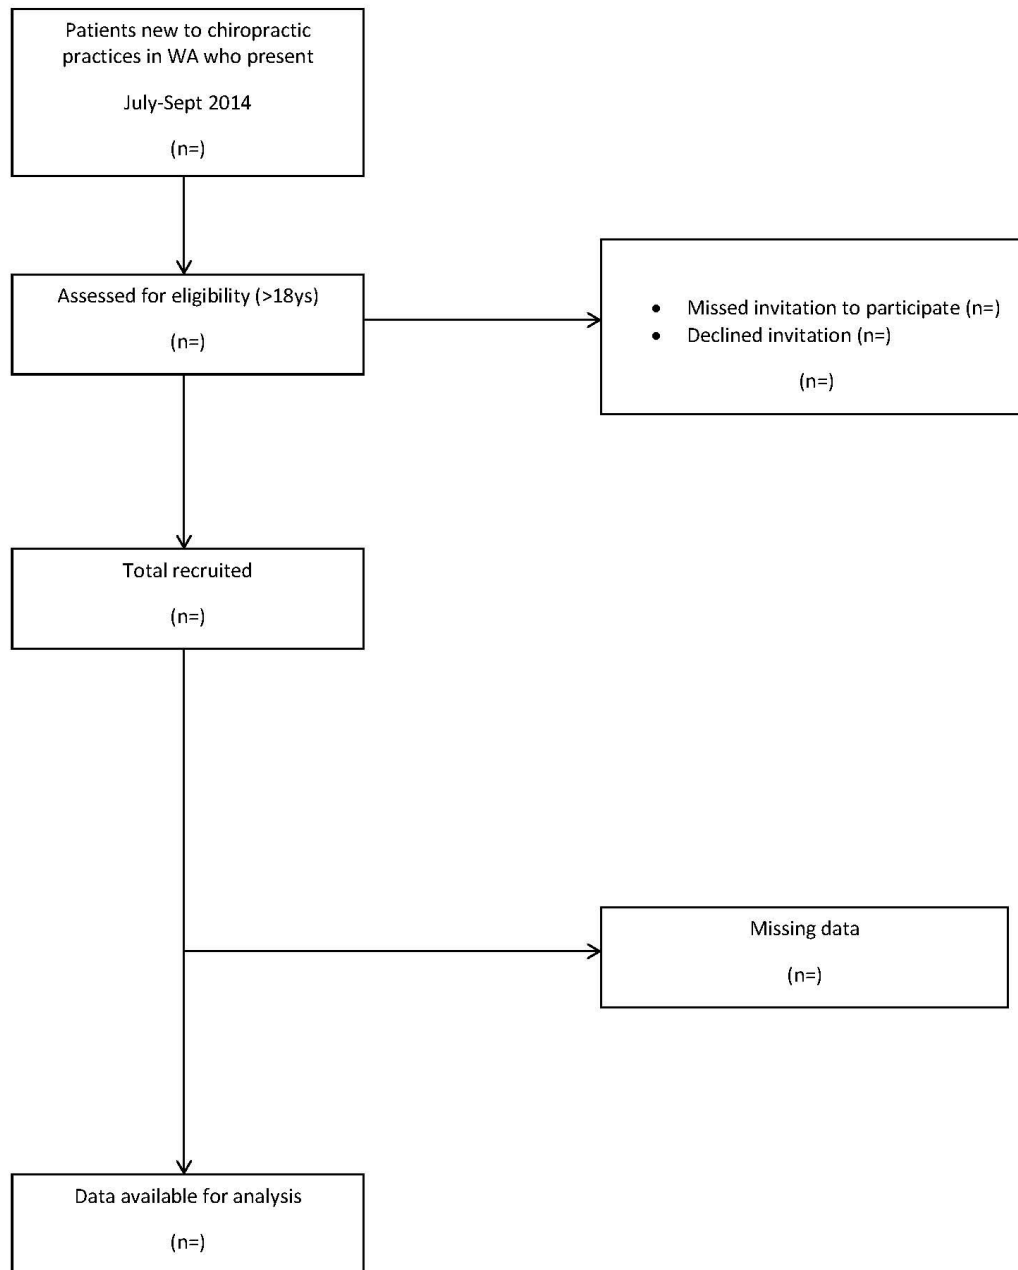 Patients new to chiropractic
practices in WA who present
July-Sept 2014
(n=)
Assessed for eligibility (>18ys)
(n=)
• Missed invitation to participate (n=)
• Declined invitation (n=)
(n=)
Total recruited
(n=)
Missing data
(n=)
Data available for analysis
(n=)